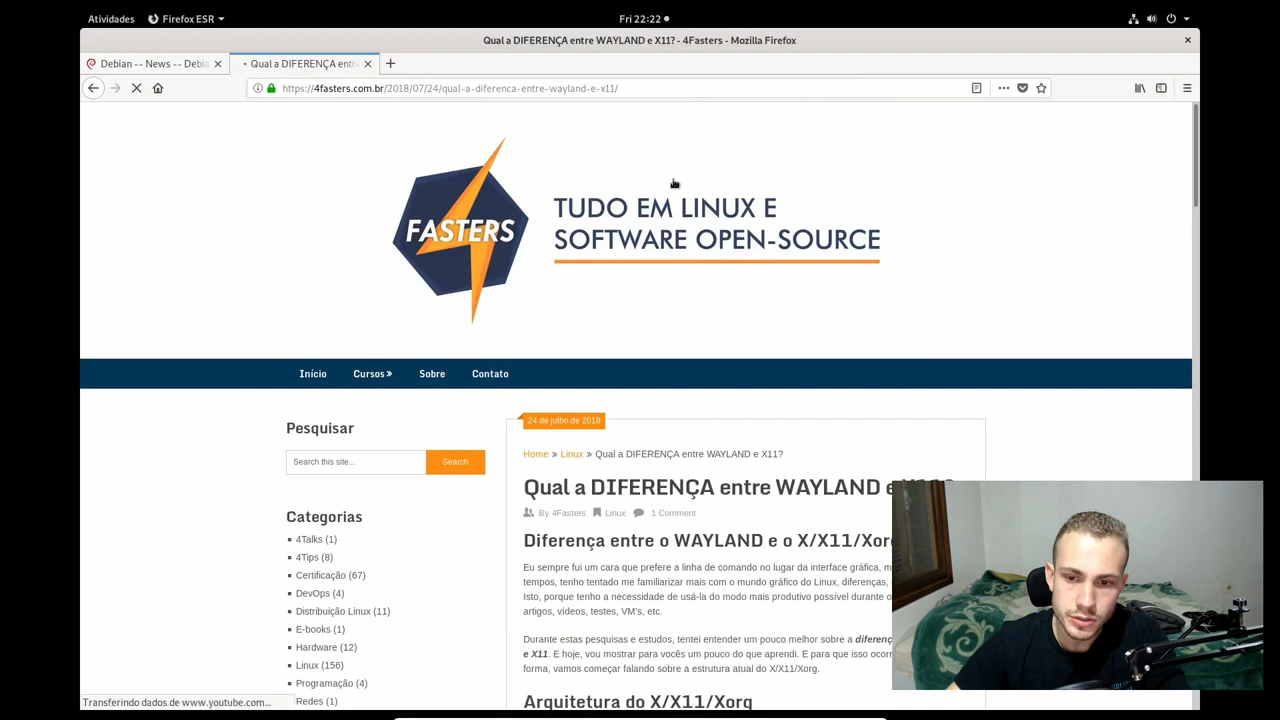 Atividades
Firefox ESR
Fri 22:22
Qual a DIFERENÇA entre WAYLAND e X11? - 4Fasters - Mozilla Firefox
Debian -- News -- Debi
Qual a DIFERENÇA entr
https://4fasters.com.br/2018/07/24/qual-a-diferenca-entre-wayland-e-x11/
FASTERS
TUDO EM LINUX E
SOFTWARE OPEN-SOURCE
Início
Cursos
Sobre
Contato
Pesquisar
Search this site...
Search
Categorias
4Talks (1)
4Tips (8)
Certificação (67)
DevOps (4)
Distribuição Linux (11)
E-books (1)
Hardware (12)
Linux (156)
Programação (4)
Redes (1)
24 de julho de 2018
Home » Linux » Qual a DIFERENÇA entre WAYLAND e X11?
Qual a DIFERENÇA entre WAYLAND e
By 4Fasters Linux 1 Comment
Diferença entre o WAYLAND e o X/X11/Xorg
Eu sempre fui um cara que prefere a linha de comando no lugar da interface gráfica, m
tempos, tenho tentado me familiarizar mais com o mundo gráfico do Linux, diferenças,
Isto, porque tenho a necessidade de usá-la do modo mais produtivo possível durante o
artigos, vídeos, testes, VM's, etc.
Durante estas pesquisas e estudos, tentei entender um pouco melhor sobre a diferenç
e X11. E hoje, vou mostrar para vocês um pouco do que aprendi. E para que isso ocorr
forma, vamos começar falando sobre a estrutura atual do X/X11/Xorg.
Arquitetura do X/X11/Xorg
Transferindo dados de www.youtube.com...